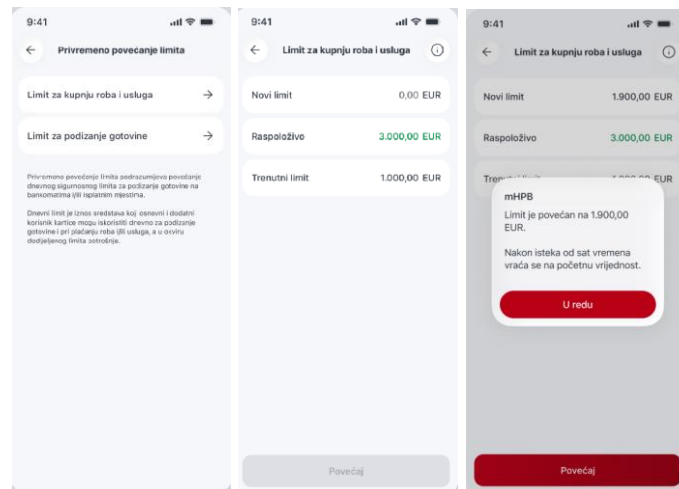 9:41
Privremeno povećanje limita
Limit za kupnju roba i usluga
Limit za podizanje gotovine
Privremeno povećanje limita podrazumijeva povećanje
dnevnog sigurnosnog limita za podizanje gotovine na
bankomatima i/ili isplatnim mjestima.
Dnevni limit je iznos sredstava koji osnovni i dodatni
korisnik kartice mogu iskoristiti dnevno za podizanje
gotovine i pri plaćanju roba i/ili usluga, a u okviru
dodijeljenog limita potrošnje.
9:41
Limit za kupnju roba i usluga
Novi limit 0,00 EUR
Raspoloživo 3.000,00 EUR
Trenutni limit 1.000,00 EUR
Povećaj
9:41
Limit za kupnju roba i usluga
Novi limit 1.900,00 EUR
Raspoloživo 3.000,00 EUR
EUR
mHPB
Limit je povećan na 1.900,00
EUR.
Nakon isteka od sat vremena
vraća se na početnu vrijednost.
U redu
Povećaj